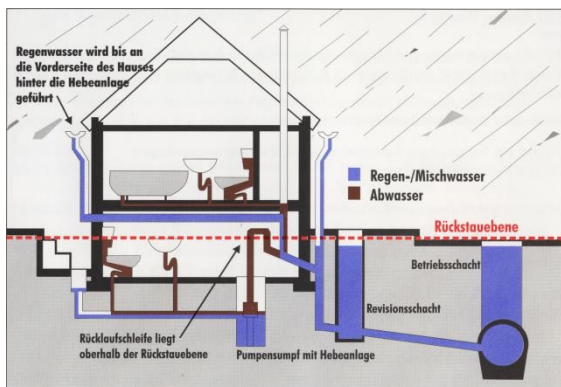 Regenwasser wird bis an
die Vorderseite des Hauses
hinter die Hebeanlage
geführt
Regen-/Mischwasser
Abwasser
Rückstauebene
Betriebsschacht
Revisionsschacht
Rücklaufschleife liegt
oberhalb der Rückstauebene
Pumpensumpf mit Hebeanlage